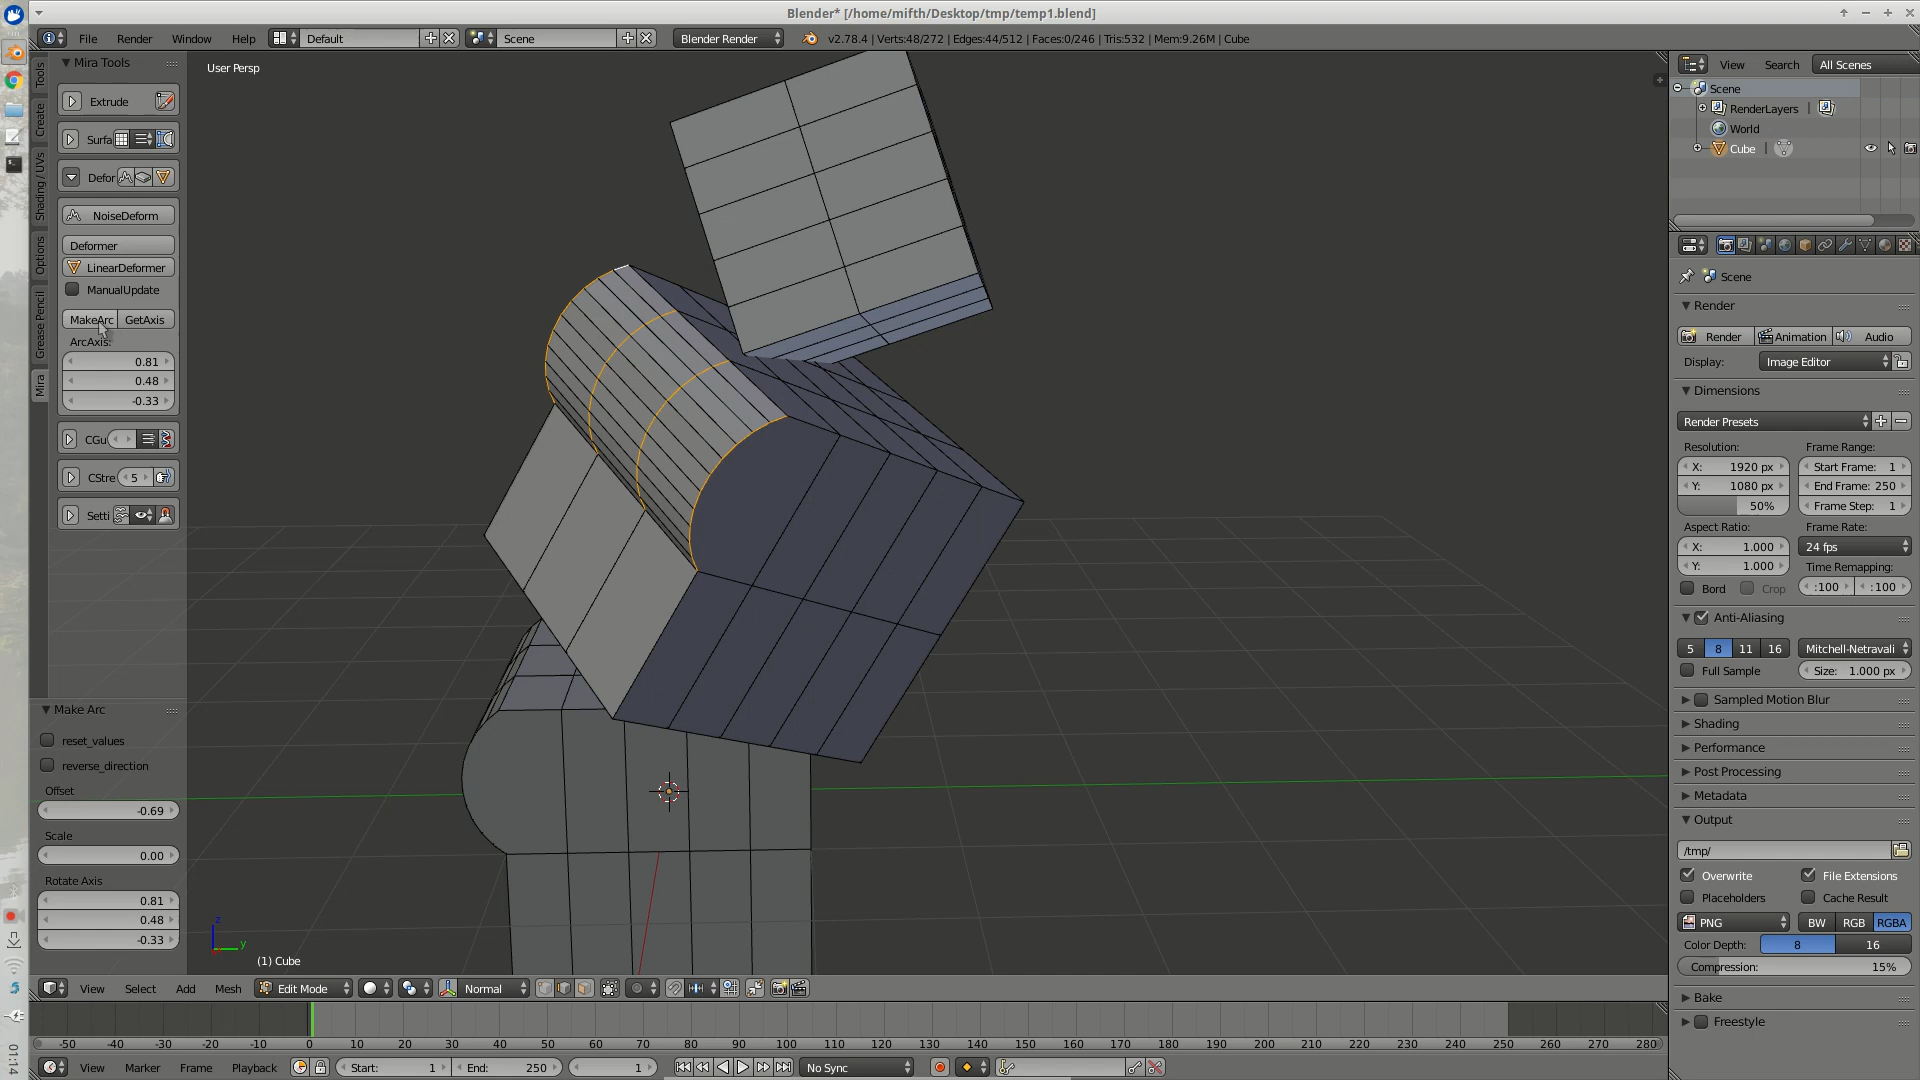 Blender* [/home/mifth/Desktop/tmp/temp1.blend]
File Render Window Help Default Scene Blender Render v2.78.4 | Verts:48/272 | Edges:44/512 | Faces:0/246 | Tris:532 | Mem:9.26M | Cube
Tools
Create
Shading / UVs
Options
Grease Pencil
Mira
Mira Tools
Extrude
Surfa
Defor
NoiseDeform
Deformer
LinearDeformer
ManualUpdate
MakeArc GetAxis
ArcAxis:
0.81
0.48
-0.33
CGu
CStre 5
Setti
Make Arc
reset_values
reverse_direction
Offset
-0.69
Scale
0.00
Rotate Axis
0.81
0.48
-0.33
User Persp
z
y
(1) Cube
View Select Add Mesh Edit Mode Normal
-50 -40 -30 -20 -10 0 10 20 30 40 50 60 70 80 90 100 110 120 130 140 150 160 170 180 190 200 210 220 230 240 250 260 270 280
View Marker Frame Playback Start: 1 End: 250 1 No Sync
01:14
View Search All Scenes
Scene
RenderLayers |
World
Cube |
Scene
Render
Render Animation Audio
Display: Image Editor
Dimensions
Render Presets
Resolution: Frame Range:
X: 1920 px Start Frame: 1
Y: 1080 px End Frame: 250
50% Frame Step: 1
Aspect Ratio: Frame Rate:
X: 1.000 24 fps
Y: 1.000 Time Remapping:
Bord Crop :100 :100
Anti-Aliasing
5 8 11 16 Mitchell-Netravali
Full Sample Size: 1.000 px
Sampled Motion Blur
Shading
Performance
Post Processing
Metadata
Output
/tmp/
Overwrite File Extensions
Placeholders Cache Result
PNG BW RGB RGBA
Color Depth: 8 16
Compression: 15%
Bake
Freestyle